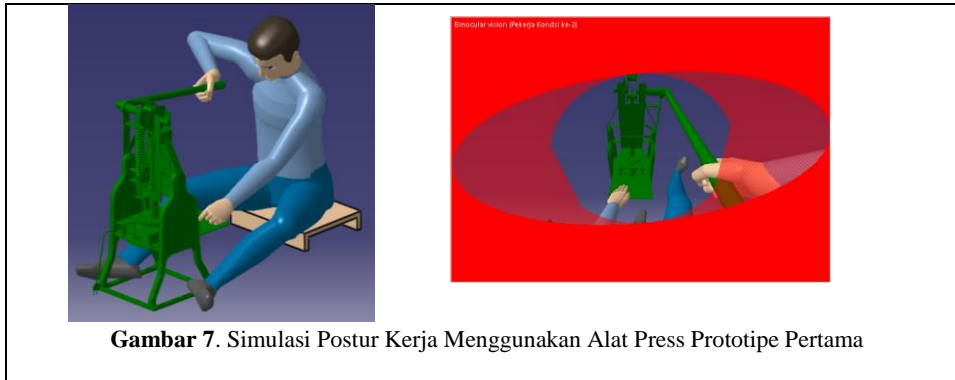 Binocular vision (Pekerja Kondisi ke-2)
Gambar 7. Simulasi Postur Kerja Menggunakan Alat Press Prototipe Pertama